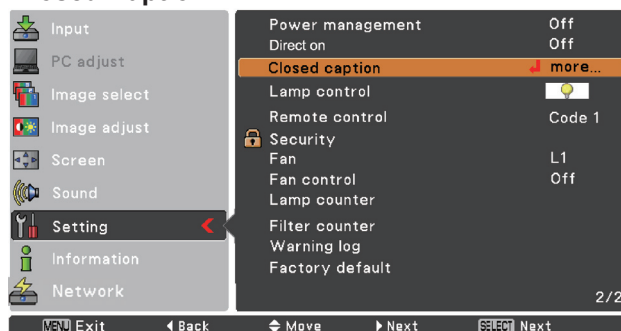 Input
PC adjust
Image select
Image adjust
Screen
Sound
Setting
Information
Network
Power management Off
Direct on Off
Closed caption more...
Lamp control
Remote control Code 1
Security
Fan L1
Fan control Off
Lamp counter
Filter counter
Warning log
Factory default
2/2
MENU Exit Back Move Next SELECT Next